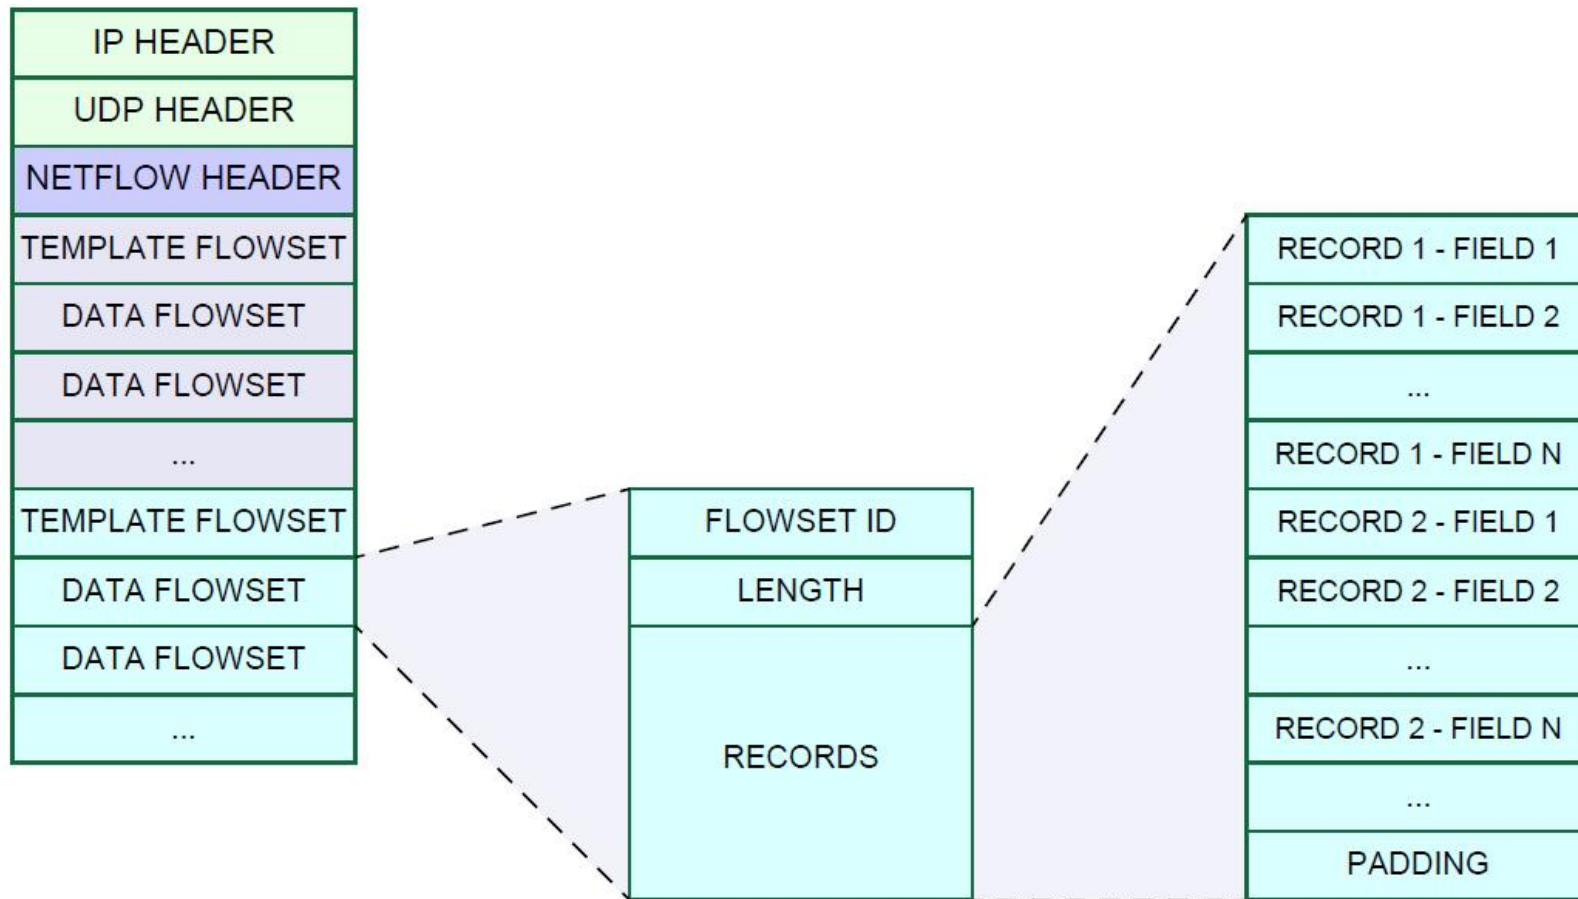 IP HEADER
UDP HEADER
NETFLOW HEADER
TEMPLATE FLOWSET
DATA FLOWSET
DATA FLOWSET
...
TEMPLATE FLOWSET
DATA FLOWSET
DATA FLOWSET
...
FLOWSET ID
LENGTH
RECORDS
RECORD 1 - FIELD 1
RECORD 1 - FIELD 2
...
RECORD 1 - FIELD N
RECORD 2 - FIELD 1
RECORD 2 - FIELD 2
...
RECORD 2 - FIELD N
...
PADDING